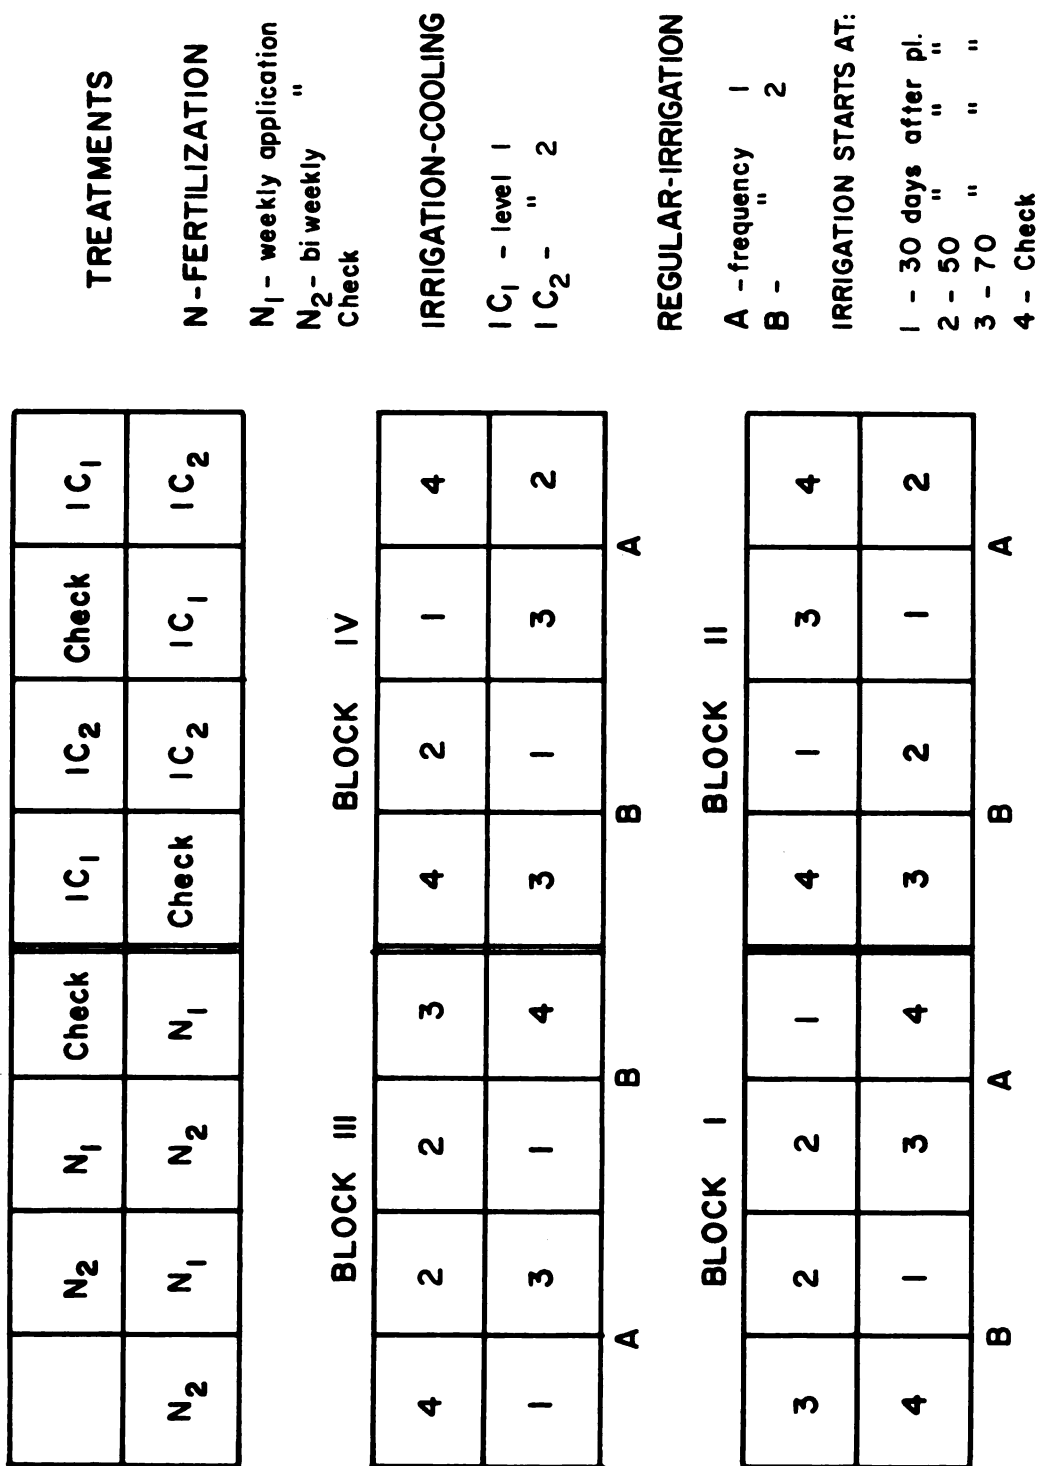 N₂ N₁ Check IC₁ IC₂ Check IC₁
N₂ N₁ N₂ N₁ Check IC₂ IC₁ IC₂
BLOCK III BLOCK IV
4 2 2 3 4 2 1 4
1 3 1 4 3 1 3 2
A B B A
BLOCK I BLOCK II
3 2 2 1 4 1 3 4
4 1 3 4 3 2 1 2
B A B A
TREATMENTS
N-FERTILIZATION
N₁ - weekly application
N₂ - bi weekly "
Check
IRRIGATION-COOLING
IC₁ - level 1
IC₂ - " 2
REGULAR-IRRIGATION
A - frequency 1
B - " 2
IRRIGATION STARTS AT:
1 - 30 days after pl.
2 - 50 " " "
3 - 70 " " "
4 - Check